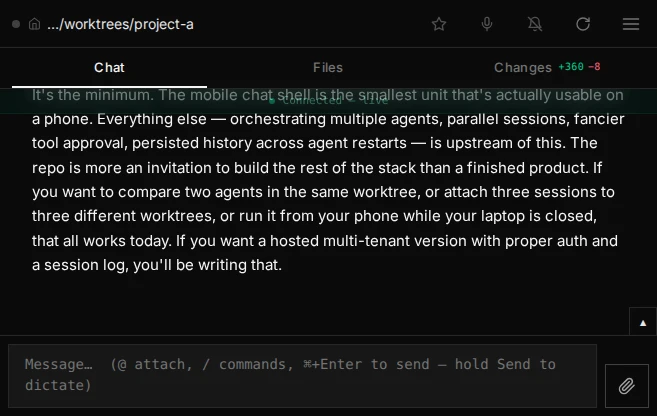 .../worktrees/project-a
Chat
Files
Changes +360 −8
It's the minimum. The mobile chat shell is the smallest unit that's actually usable on
Connected — live
a phone. Everything else — orchestrating multiple agents, parallel sessions, fancier
tool approval, persisted history across agent restarts — is upstream of this. The
repo is more an invitation to build the rest of the stack than a finished product. If
you want to compare two agents in the same worktree, or attach three sessions to
three different worktrees, or run it from your phone while your laptop is closed,
that all works today. If you want a hosted multi-tenant version with proper auth and
a session log, you'll be writing that.
Message… (@ attach, / commands, ⌘+Enter to send — hold Send to
dictate)